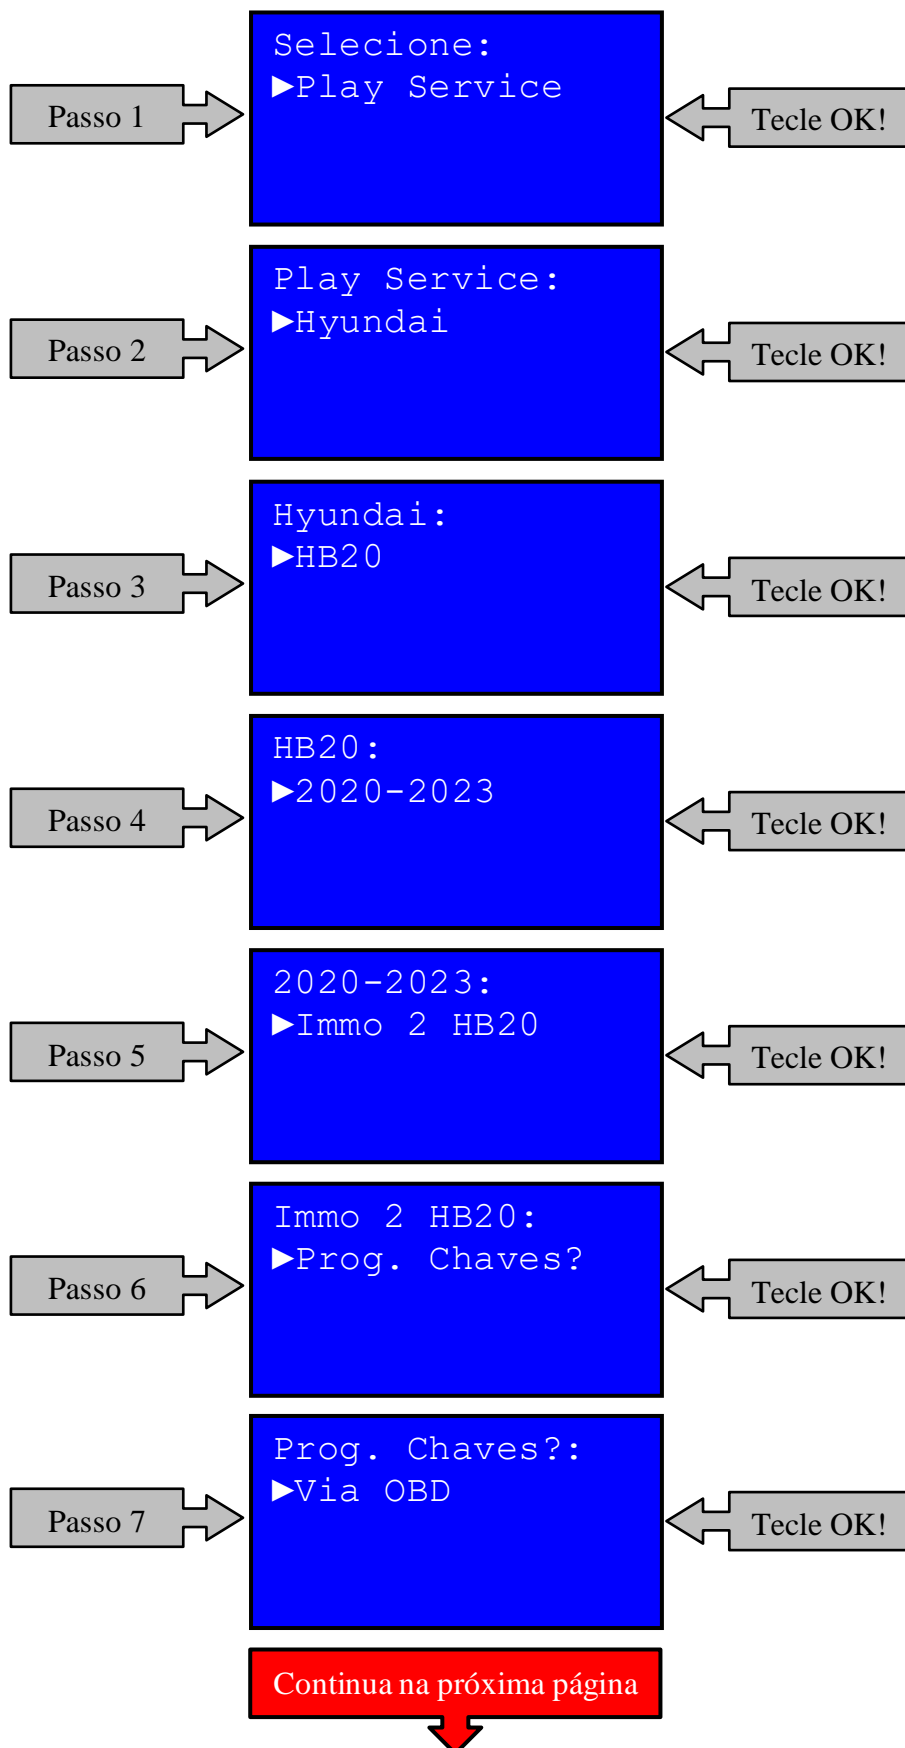 Selecione:
►Play Service
Passo 1
Tecle OK!
Play Service:
►Hyundai
Passo 2
Tecle OK!
Hyundai:
►HB20
Passo 3
Tecle OK!
HB20:
►2020-2023
Passo 4
Tecle OK!
2020-2023:
►Immo 2 HB20
Passo 5
Tecle OK!
Immo 2 HB20:
►Prog. Chaves?
Passo 6
Tecle OK!
Prog. Chaves?:
►Via OBD
Passo 7
Tecle OK!
Continua na próxima página